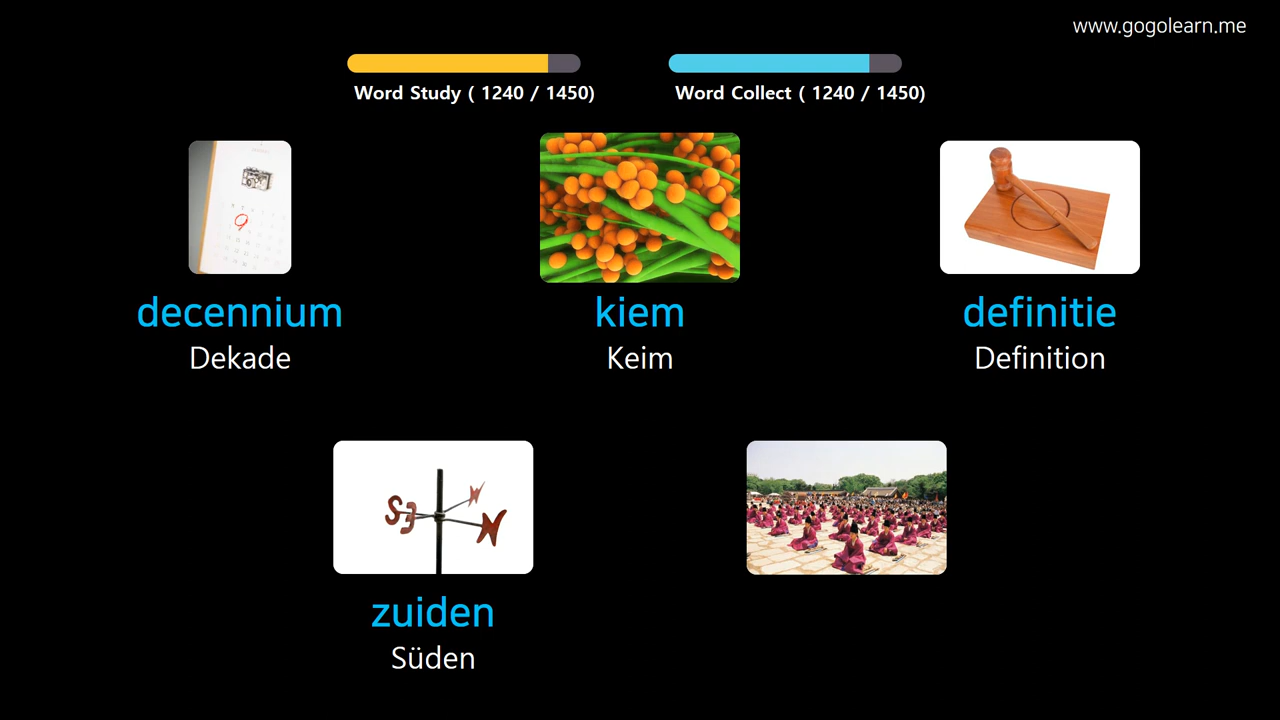 www.gogolearn.me
Word Study ( 1240 / 1450)
Word Collect ( 1240 / 1450)
decennium
Dekade
kiem
Keim
definitie
Definition
zuiden
Süden